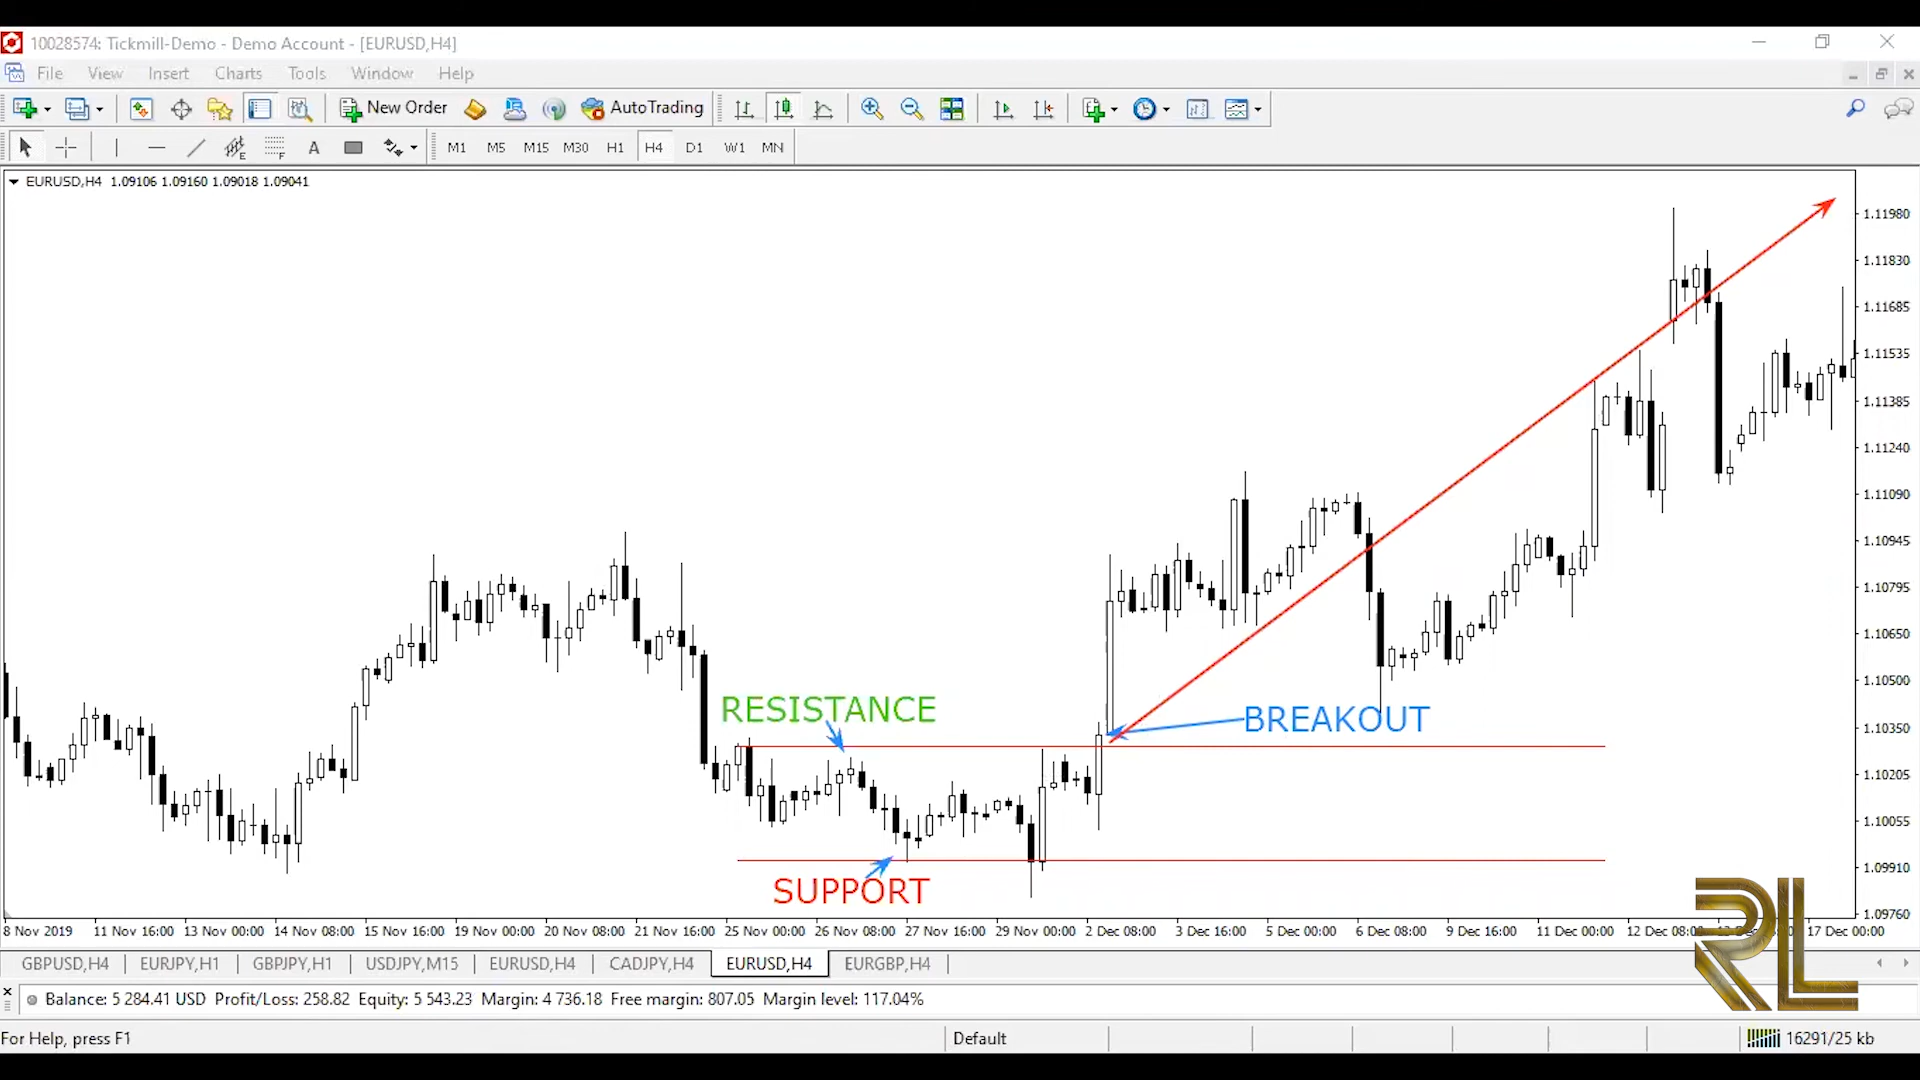 10028574: Tickmill-Demo - Demo Account - [EURUSD,H4]
File View Insert Charts Tools Window Help
New Order AutoTrading
A M1 M5 M15 M30 H1 H4 D1 W1 MN
EURUSD,H4 1.09106 1.09160 1.09018 1.09041
1.11980
1.11830
1.11685
1.11535
1.11385
1.11240
1.11090
1.10945
1.10795
1.10650
1.10500
1.10350
1.10205
1.10055
1.09910
1.09760
RESISTANCE
BREAKOUT
SUPPORT
8 Nov 2019 11 Nov 16:00 13 Nov 00:00 14 Nov 08:00 15 Nov 16:00 19 Nov 00:00 20 Nov 08:00 21 Nov 16:00 25 Nov 00:00 26 Nov 08:00 27 Nov 16:00 29 Nov 00:00 2 Dec 08:00 3 Dec 16:00 5 Dec 00:00 6 Dec 08:00 9 Dec 16:00 11 Dec 00:00 12 Dec 08:00 17 Dec 00:00
GBPUSD,H4 EURJPY,H1 GBPJPY,H1 USDJPY,M15 EURUSD,H4 CADJPY,H4 EURUSD,H4 EURGBP,H4
RL
Balance: 5 284.41 USD Profit/Loss: 258.82 Equity: 5 543.23 Margin: 4 736.18 Free margin: 807.05 Margin level: 117.04%
For Help, press F1
Default
16291/25 kb